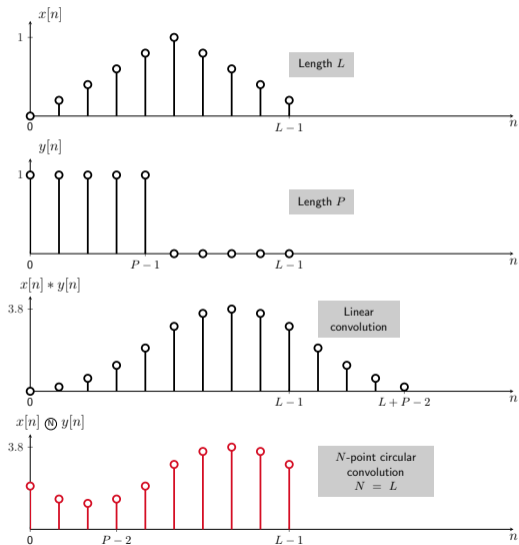 x[n]
1
Length L
0
L − 1
n
y[n]
1
Length P
0
P − 1
L − 1
n
x[n] ∗ y[n]
3.8
Linear
convolution
0
L − 1
L + P − 2
n
x[n] Ⓝ y[n]
3.8
N-point circular
convolution
N = L
0
P − 2
L − 1
n